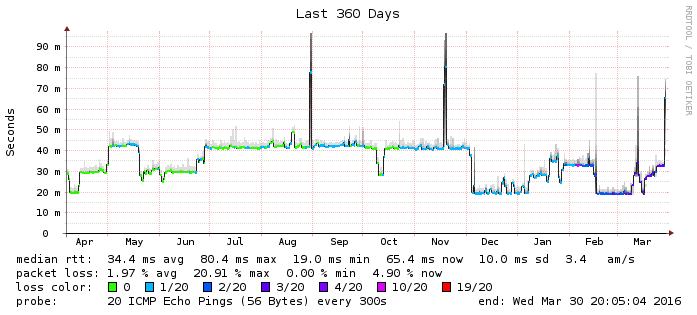 Last 360 Days
RRDTOOL / TOBI OETIKER
Seconds
90 m
80 m
70 m
60 m
50 m
40 m
30 m
20 m
10 m
0
Apr May Jun Jul Aug Sep Oct Nov Dec Jan Feb Mar
median rtt: 34.4 ms avg 80.4 ms max 19.0 ms min 65.4 ms now 10.0 ms sd 3.4 am/s
packet loss: 1.97 % avg 20.91 % max 0.00 % min 4.90 % now
loss color: 0 1/20 2/20 3/20 4/20 10/20 19/20
probe: 20 ICMP Echo Pings (56 Bytes) every 300s end: Wed Mar 30 20:05:04 2016